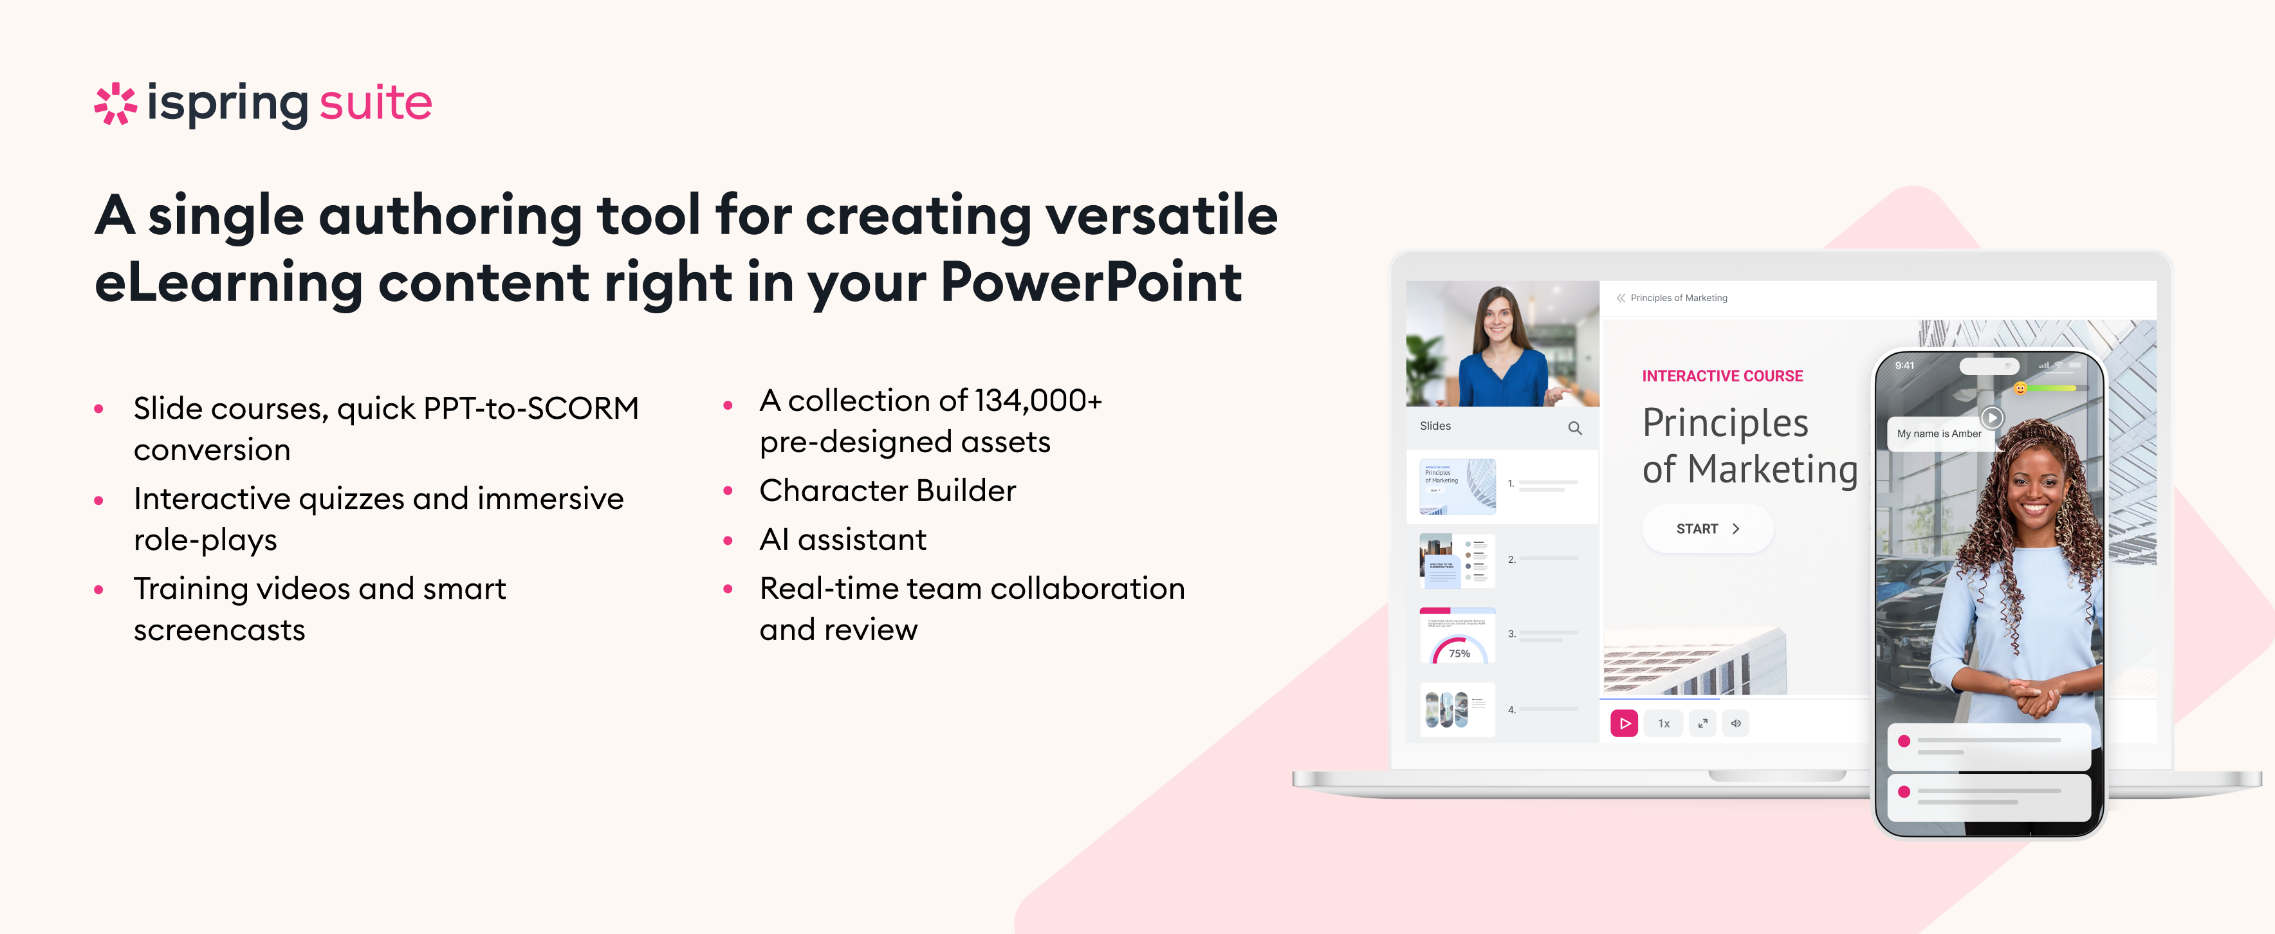 ispring suite
A single authoring tool for creating versatile
eLearning content right in your PowerPoint
Slide courses, quick PPT-to-SCORM
conversion
Interactive quizzes and immersive
role-plays
Training videos and smart
screencasts
A collection of 134,000+
pre-designed assets
Character Builder
AI assistant
Real-time team collaboration
and review
Slides
Principles
of Marketing
1.
2.
3.
75%
4.
Principles of Marketing
INTERACTIVE COURSE
Principles
of Marketing
START
1x
9:41
My name is Amber